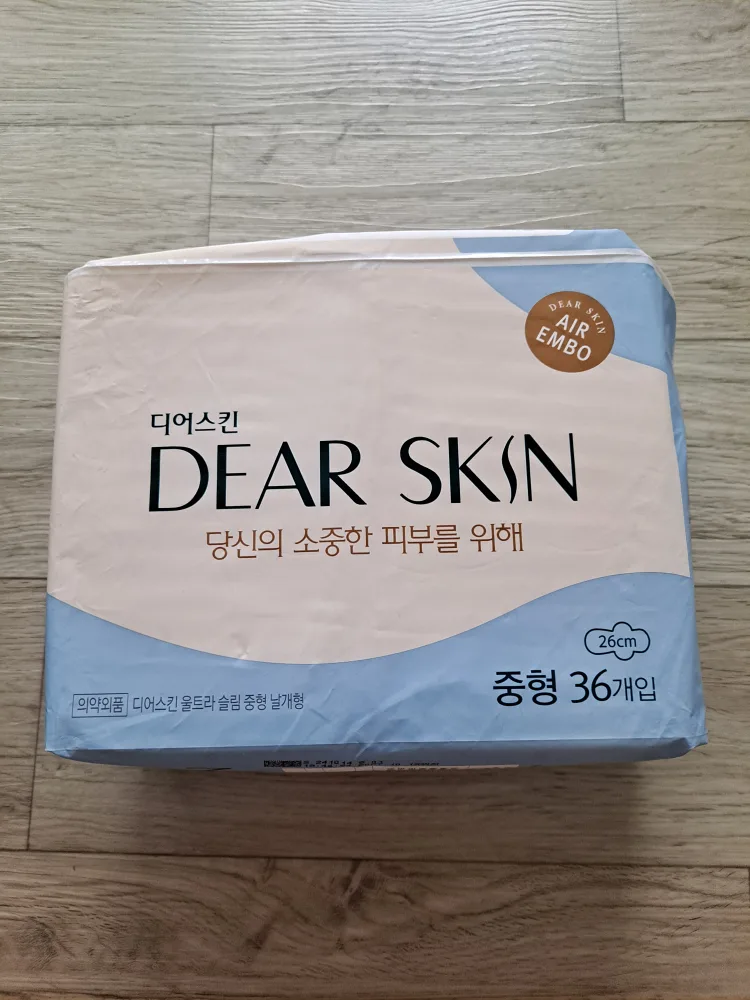 DEAR SKIN
AIR
EMBO
디어스킨
DEAR SKIN
당신의 소중한 피부를 위해
26cm
중형 36개입
의약외품 디어스킨 울트라 슬림 중형 날개형